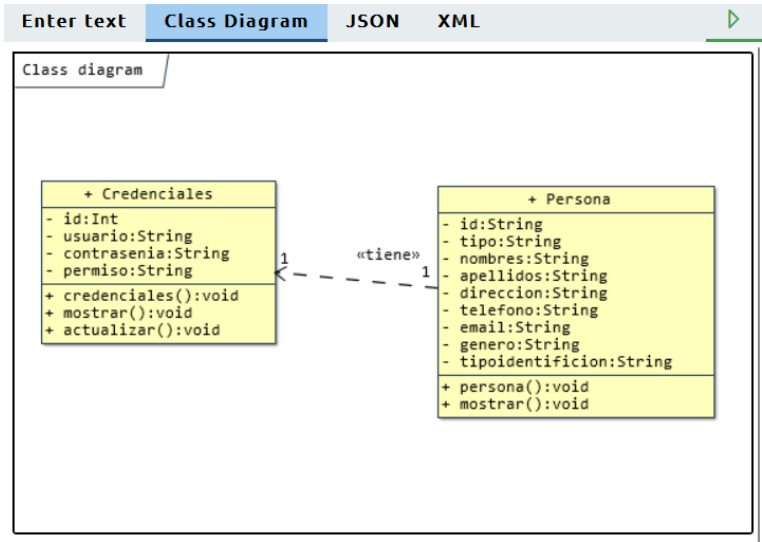 Enter text Class Diagram JSON XML
Class diagram
+ Credenciales
- id:Int
- usuario:String
- contrasenia:String
- permiso:String
+ credenciales():void
+ mostrar():void
+ actualizar():void
1
«tiene»
1
+ Persona
- id:String
- tipo:String
- nombres:String
- apellidos:String
- direccion:String
- telefono:String
- email:String
- genero:String
- tipoidentificion:String
+ persona():void
+ mostrar():void